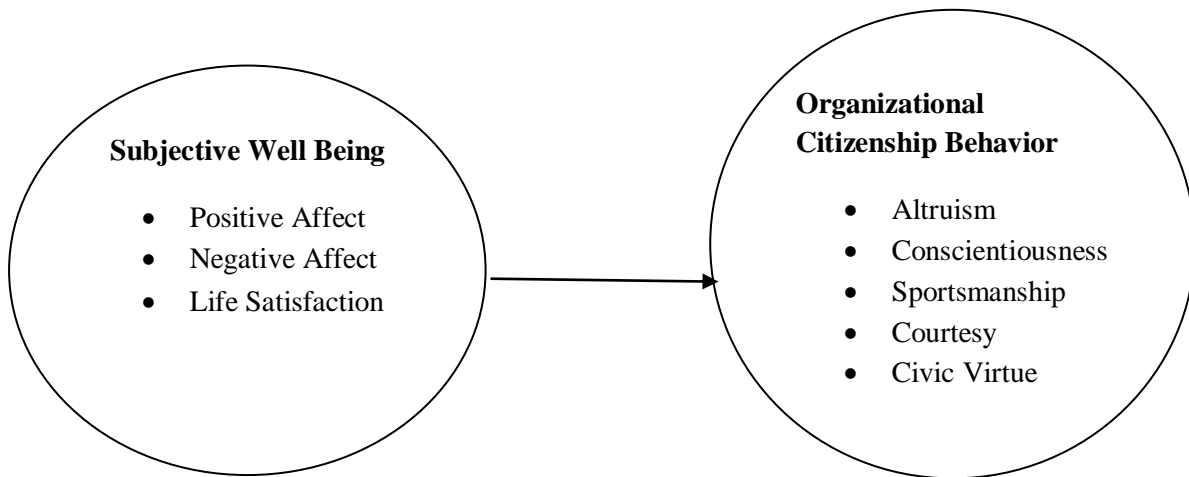 Subjective Well Being
• Positive Affect
• Negative Affect
• Life Satisfaction
Organizational
Citizenship Behavior
• Altruism
• Conscientiousness
• Sportsmanship
• Courtesy
• Civic Virtue